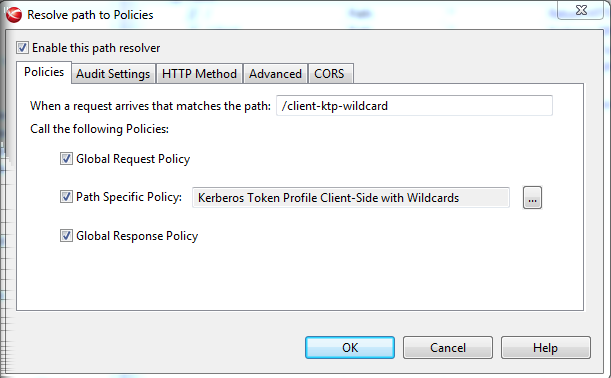 Resolve path to Policies
Enable this path resolver
Policies Audit Settings HTTP Method Advanced CORS
When a request arrives that matches the path: /client-ktp-wildcard
Call the following Policies:
Global Request Policy
Path Specific Policy: Kerberos Token Profile Client-Side with Wildcards ...
Global Response Policy
OK Cancel Help